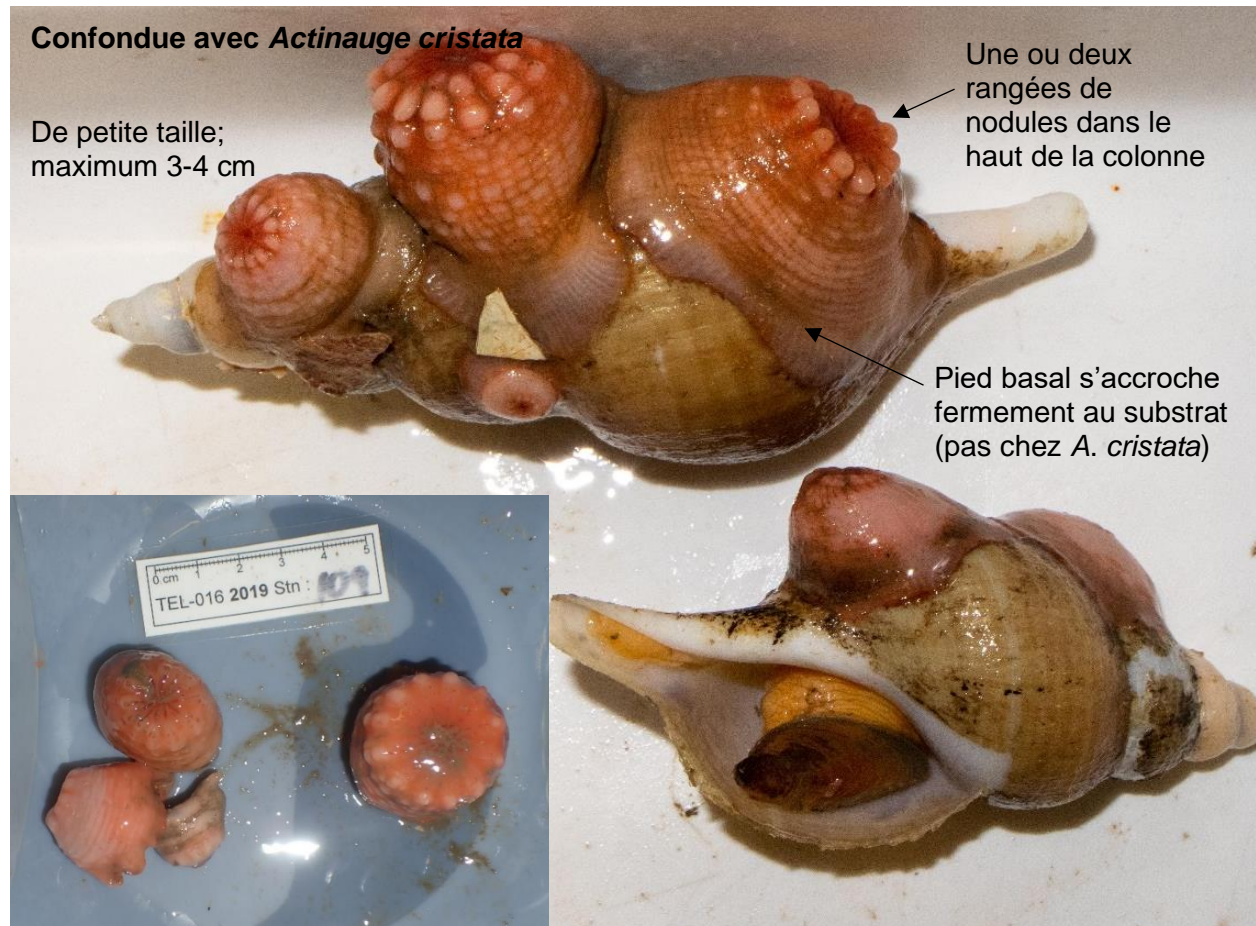 Confondue avec Actinauge cristata
De petite taille;
maximum 3-4 cm
Une ou deux
rangées de
nodules dans le
haut de la colonne
Pied basal s’accroche
fermement au substrat
(pas chez A. cristata)
0 cm 1 2 3 4 5
TEL-016 2019 Stn : 109